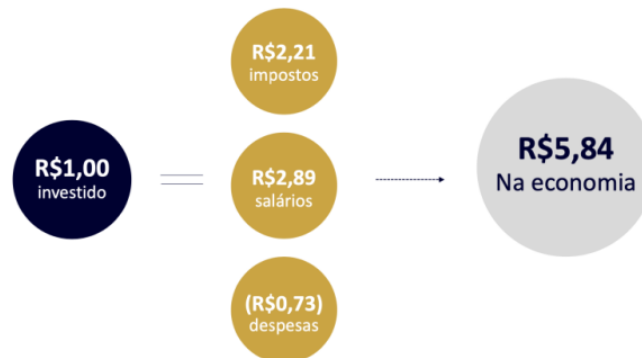 R$1,00
investido
R$2,21
impostos
R$2,89
salários
(R$0,73)
despesas
R$5,84
Na economia